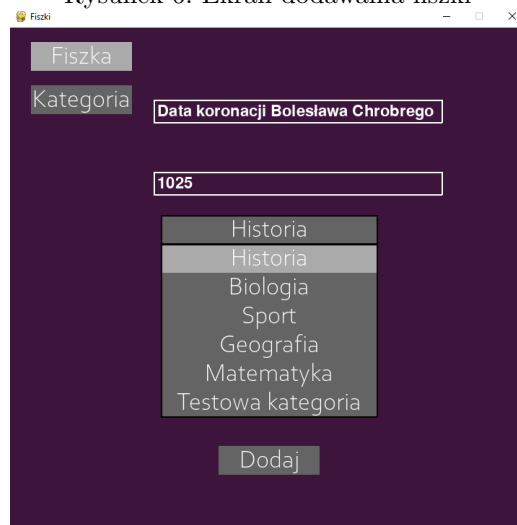 Rysunek 6: Ekran dodawania fiszki
Fiszki
Fiszka
Kategoria
Data koronacji Bolesława Chrobrego
1025
Historia
Historia
Biologia
Sport
Geografia
Matematyka
Testowa kategoria
Dodaj